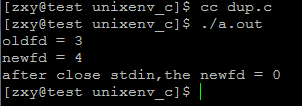 [zxy@test unixenv_c]$ cc dup.c
[zxy@test unixenv_c]$ ./a.out
oldfd = 3
newfd = 4
after close stdin,the newfd = 0
[zxy@test unixenv_c]$